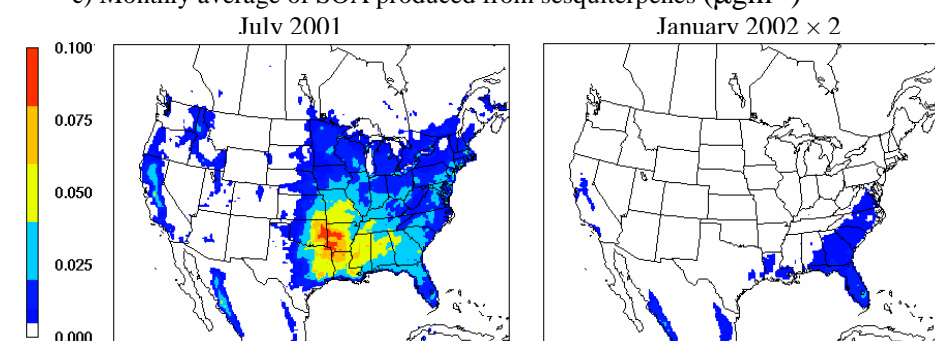 c) Monthly average of SOA produced from sesquiterpenes (μgm⁻³)
July 2001
January 2002 × 2
0.100
0.075
0.050
0.025
0.000